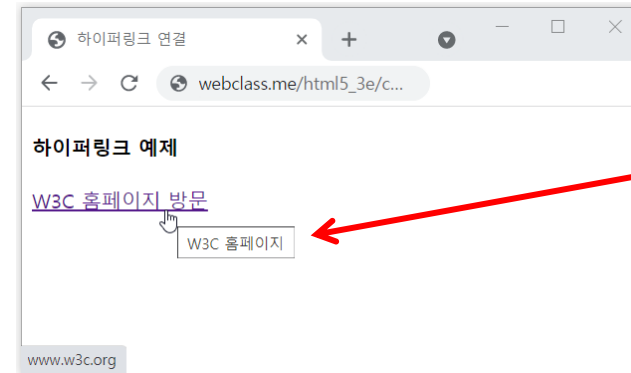 하이퍼링크 연결
webclass.me/html5_3e/c...
하이퍼링크 예제
W3C 홈페이지 방문
W3C 홈페이지
www.w3c.org